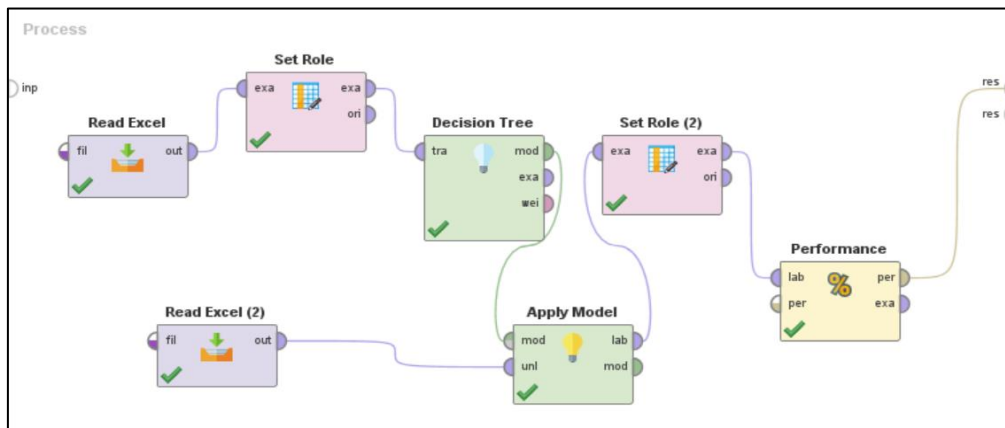 Process
inp
res
res
Read Excel
fil
out
Set Role
exa
exa
ori
Decision Tree
tra
mod
exa
wei
Set Role (2)
exa
exa
ori
Performance
lab
per
per
exa
%
Read Excel (2)
fil
out
Apply Model
mod
lab
unl
mod